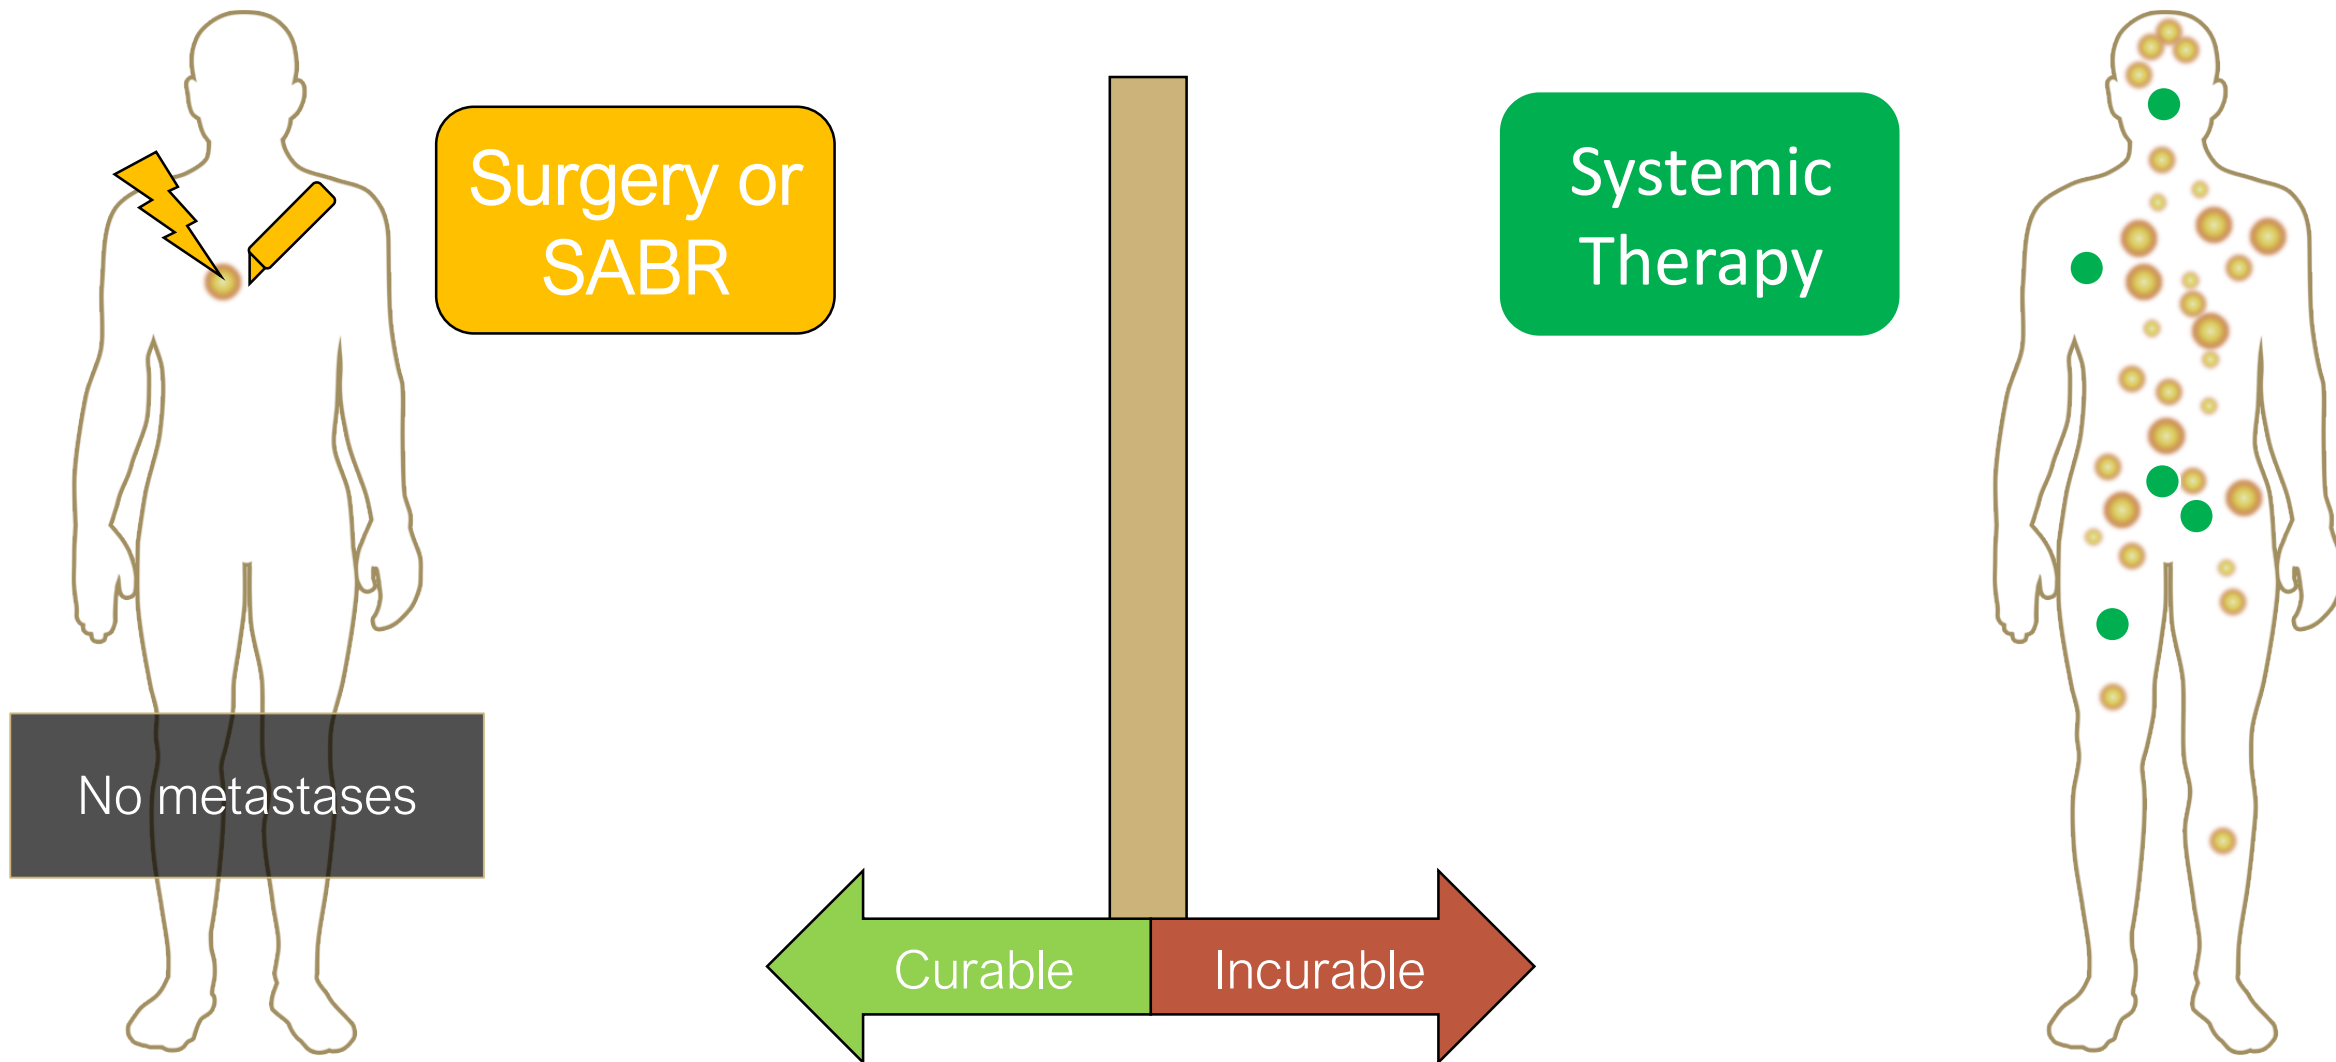 Surgery or
SABR
Systemic
Therapy
No metastases
Curable
Incurable